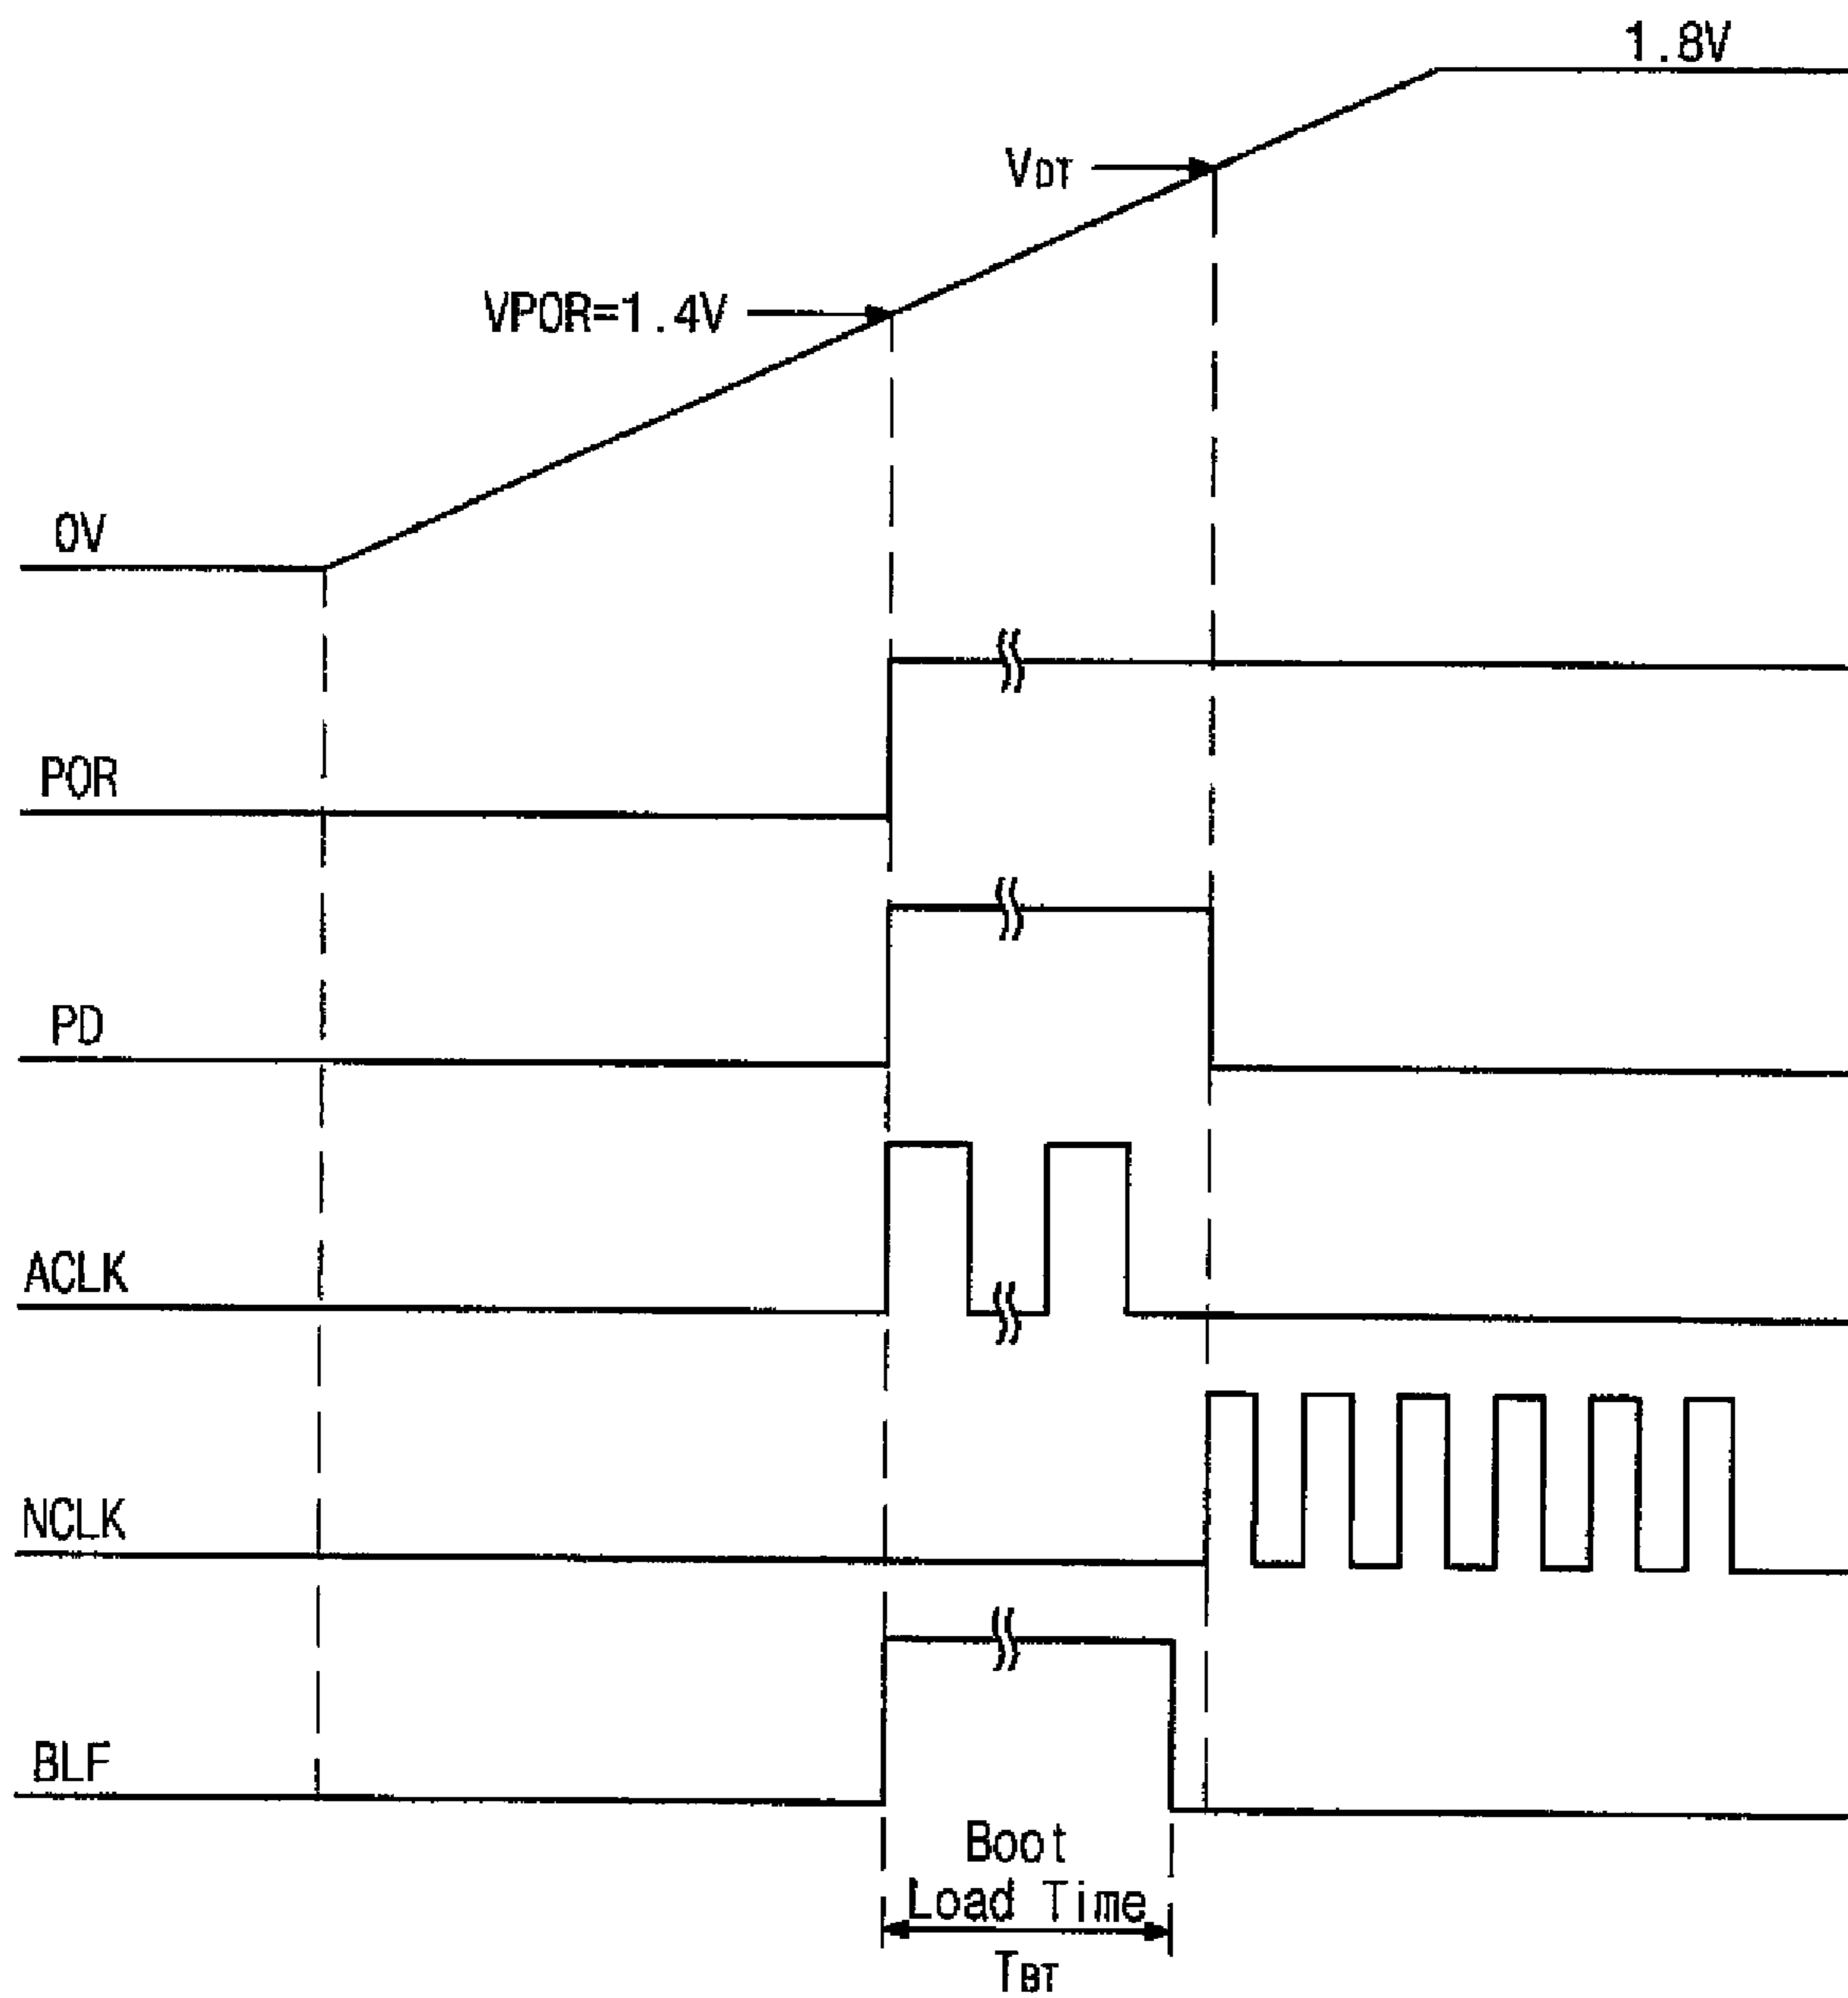 1.8V
VDT
VPOR=1.4V
0V
POR
PD
ACLK
NCLK
BLF
Boot
Load Time
TBT